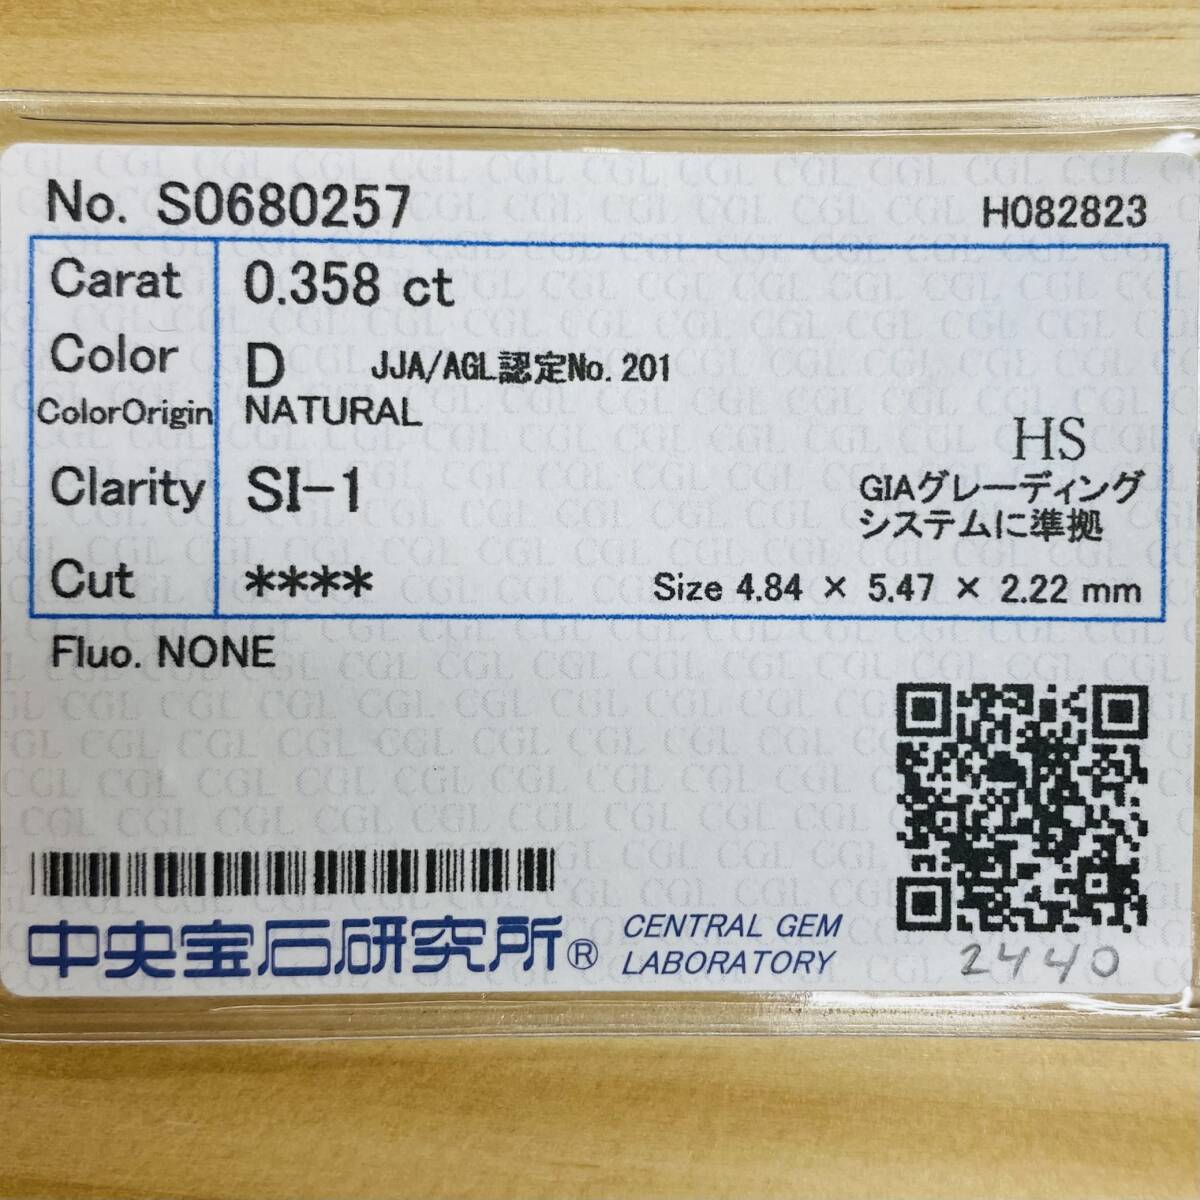 No. S0680257 H082823
Carat 0.358 ct
Color D JJA/AGL認定No. 201
ColorOrigin NATURAL
HS
Clarity SI-1 GIAグレーディング
システムに準拠
Cut **** Size 4.84 × 5.47 × 2.22 mm
Fluo. NONE
中央宝石研究所® CENTRAL GEM
LABORATORY
2440